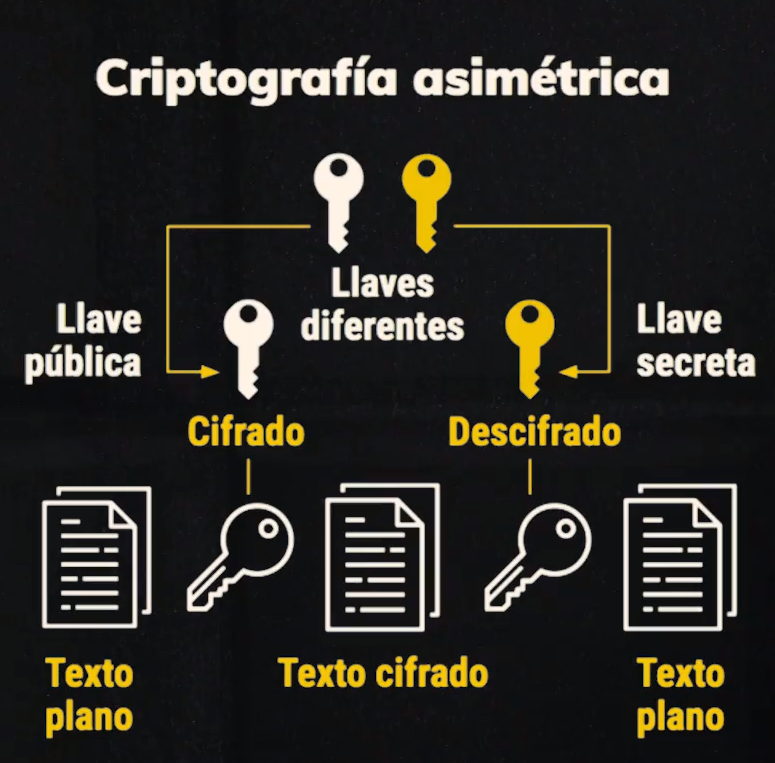 Criptografía asimétrica
Llaves
diferentes
Llave
pública
Llave
secreta
Cifrado
Descifrado
Texto
plano
Texto cifrado
Texto
plano